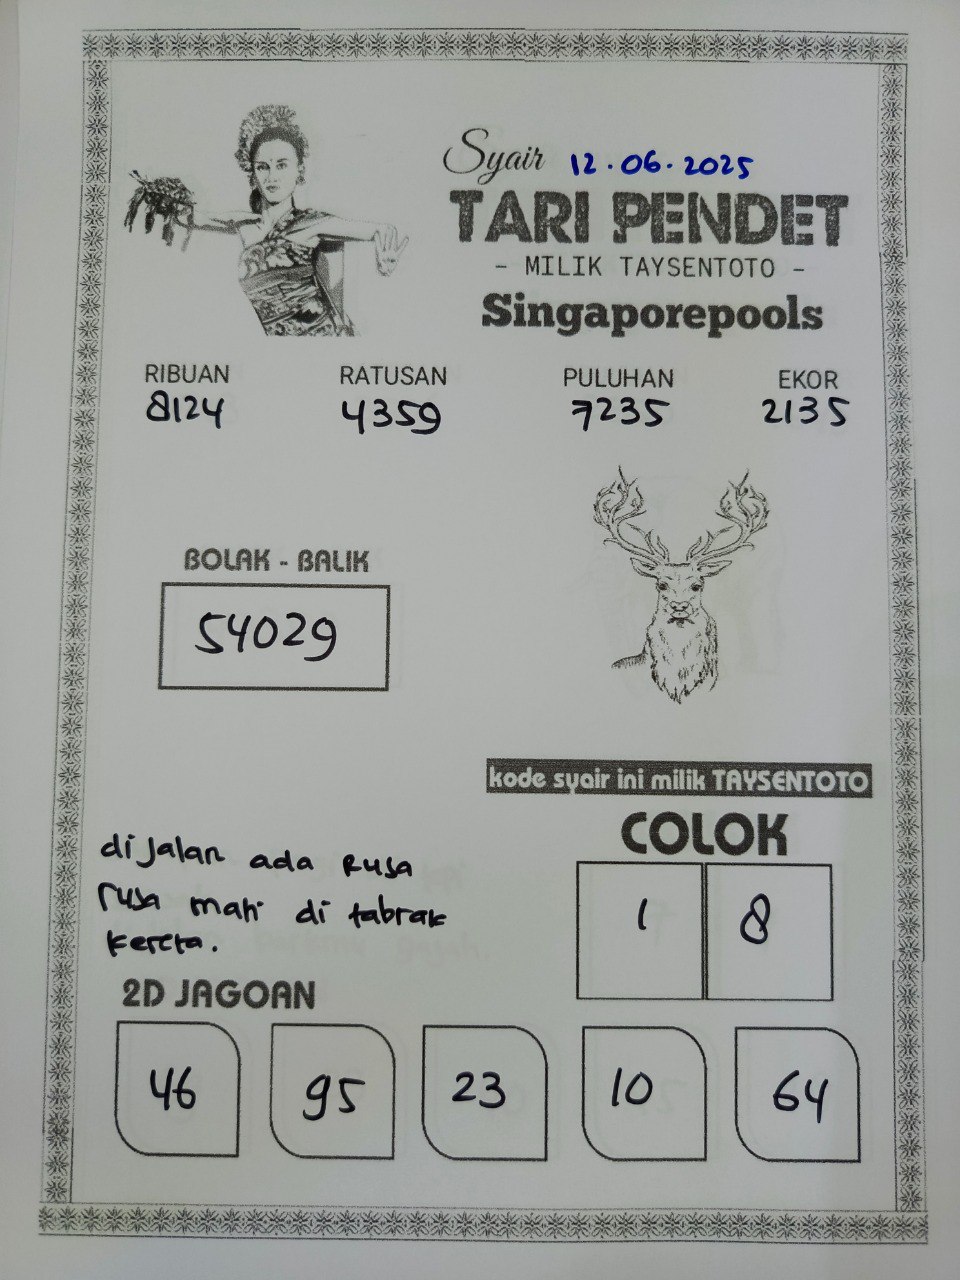 Syair 12.06.2025
TARI PENDET
- MILIK TAYSENTOTO -
Singaporepools
RIBUAN RATUSAN PULUHAN EKOR
8124 4359 7235 2135
BOLAK - BALIK
54029
kode syair ini milik TAYSENTOTO
COLOK
1 8
di jalan ada Rusa
rusa mati di tabrak
kereta.
2D JAGOAN
46 95 23 10 64